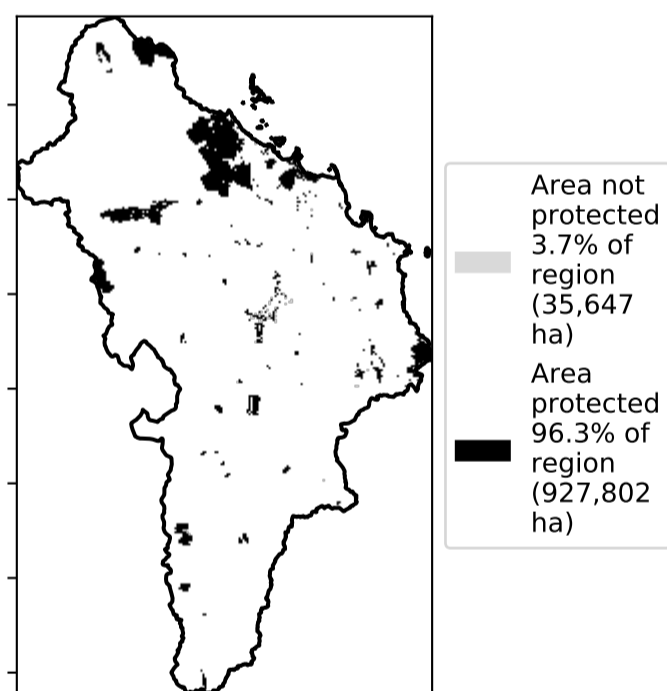 Area not
protected
3.7% of
region
(35,647
ha)
Area
protected
96.3% of
region
(927,802
ha)